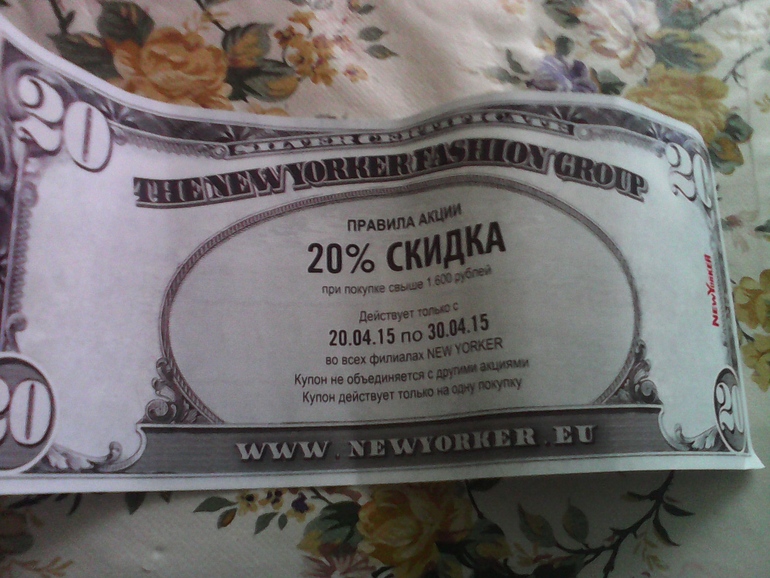 20
20
SILVER CERTIFICATE
THE NEW YORKER FASHION GROUP
ПРАВИЛА АКЦИИ
20% СКИДКА
при покупке свыше 1 600 рублей
Действует только с
20.04.15 по 30.04.15
во всех филиалах NEW YORKER
Купон не объединяется с другими акциями
Купон действует только на одну покупку
NEWYORKER
20
20
WWW.NEWYORKER.EU